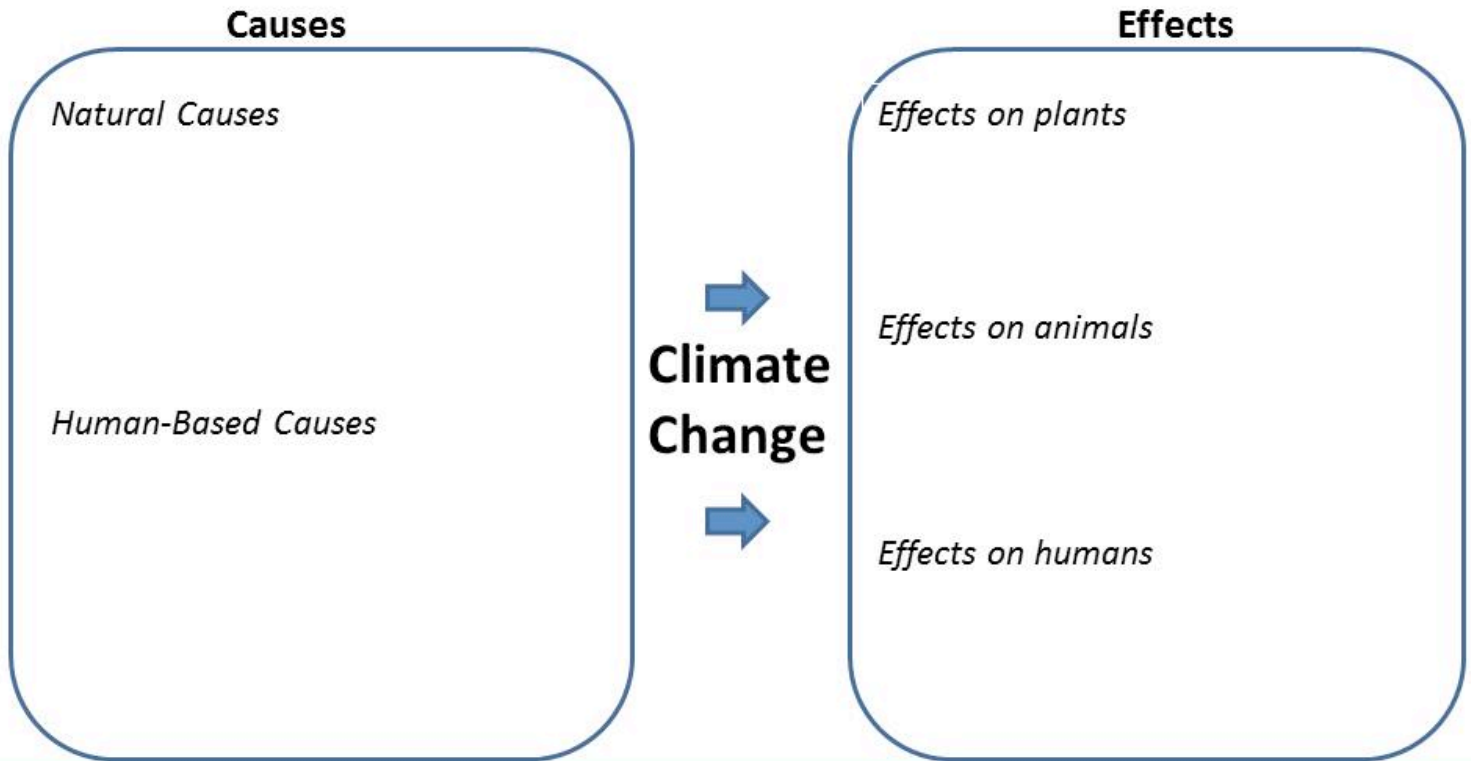 Causes
Natural Causes
Human-Based Causes
Climate
Change
Effects
Effects on plants
Effects on animals
Effects on humans